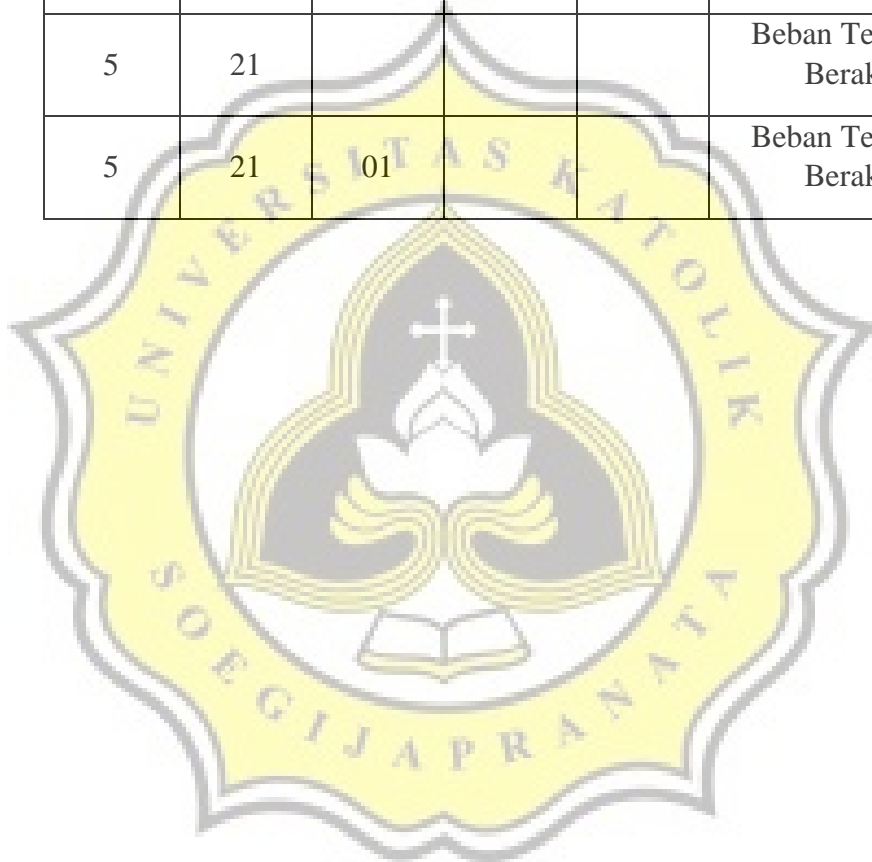 5 21 Beban Te
Berak
5 21 01 Beban Te
Berak
UNIVERSITAS KATOLIK
SOEGIJAPRANATA